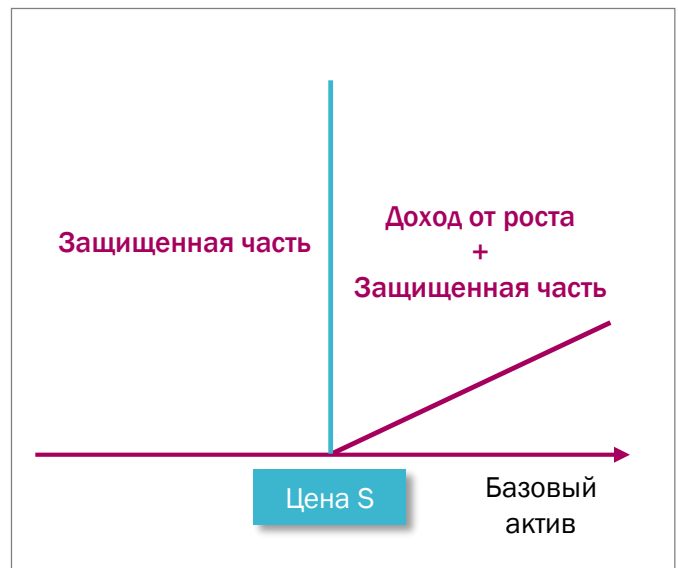 Защищенная часть
Доход от роста
+
Защищенная часть
Цена S
Базовый
актив